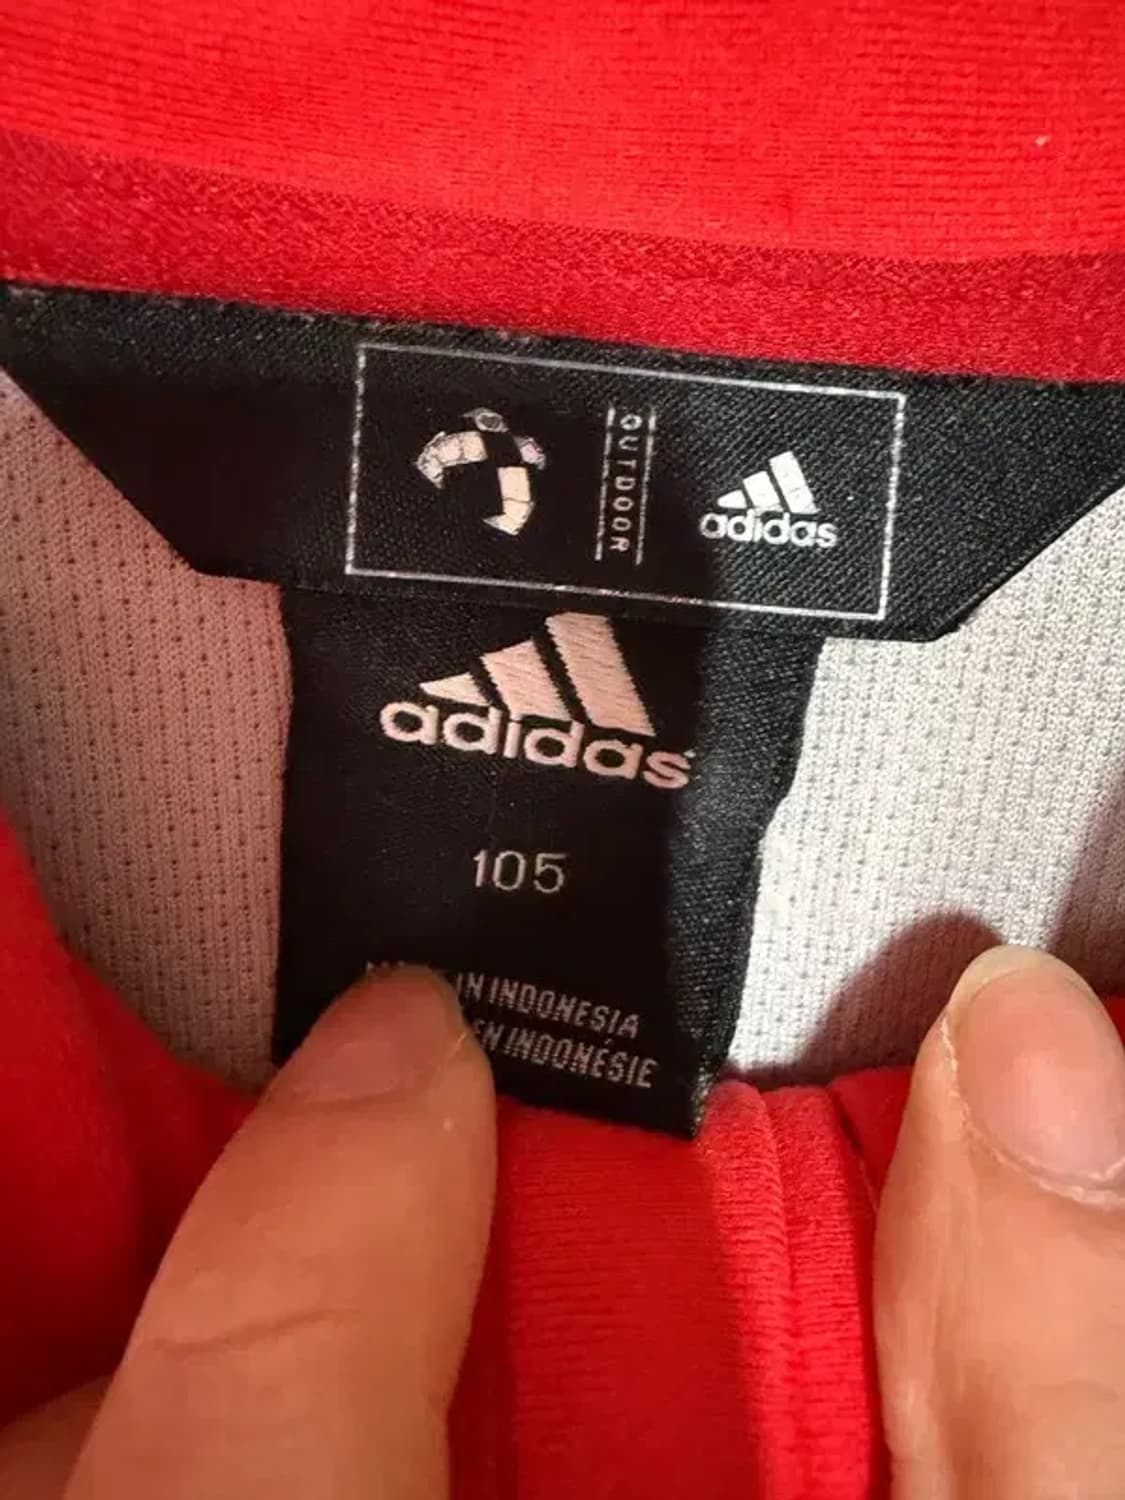 OUTDOOR
adidas
adidas
105
IN INDONESIA
EN INDONÉSIE